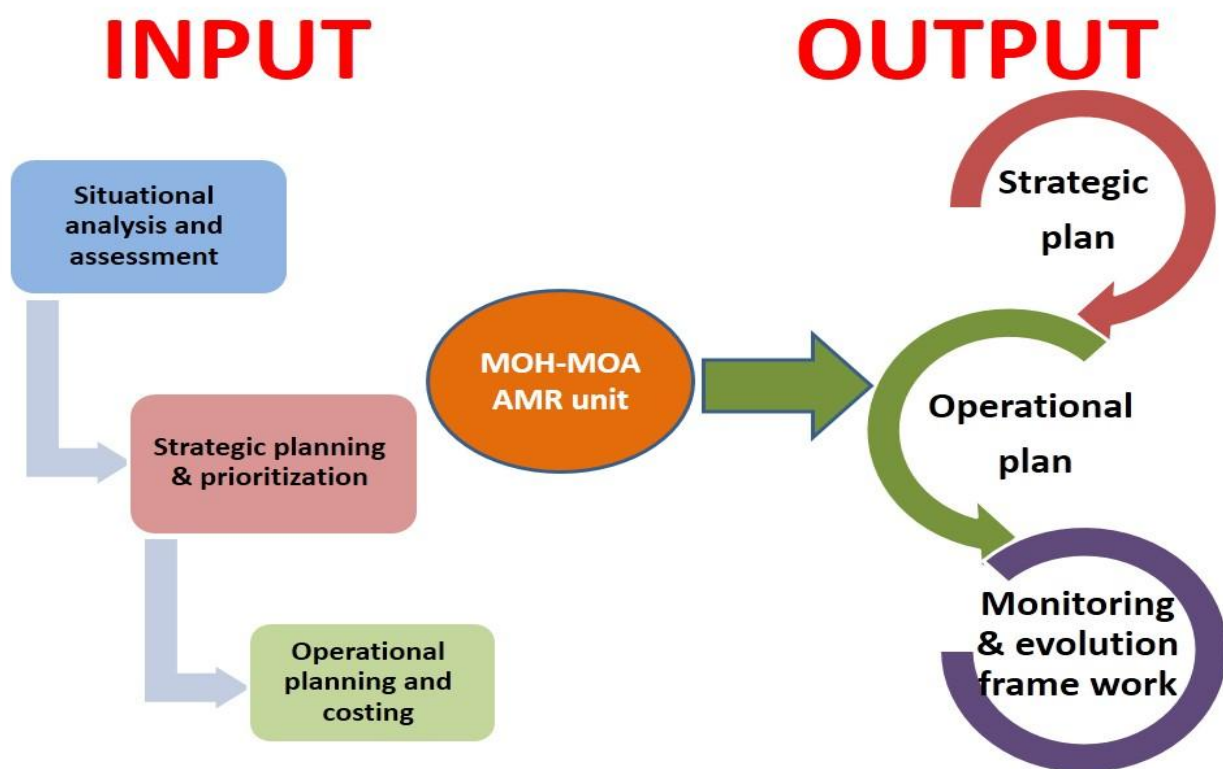 INPUT
OUTPUT
Situational
analysis and
assessment
Strategic planning
& prioritization
Operational
planning and
costing
MOH-MOA
AMR unit
Strategic
plan
Operational
plan
Monitoring
& evolution
frame work